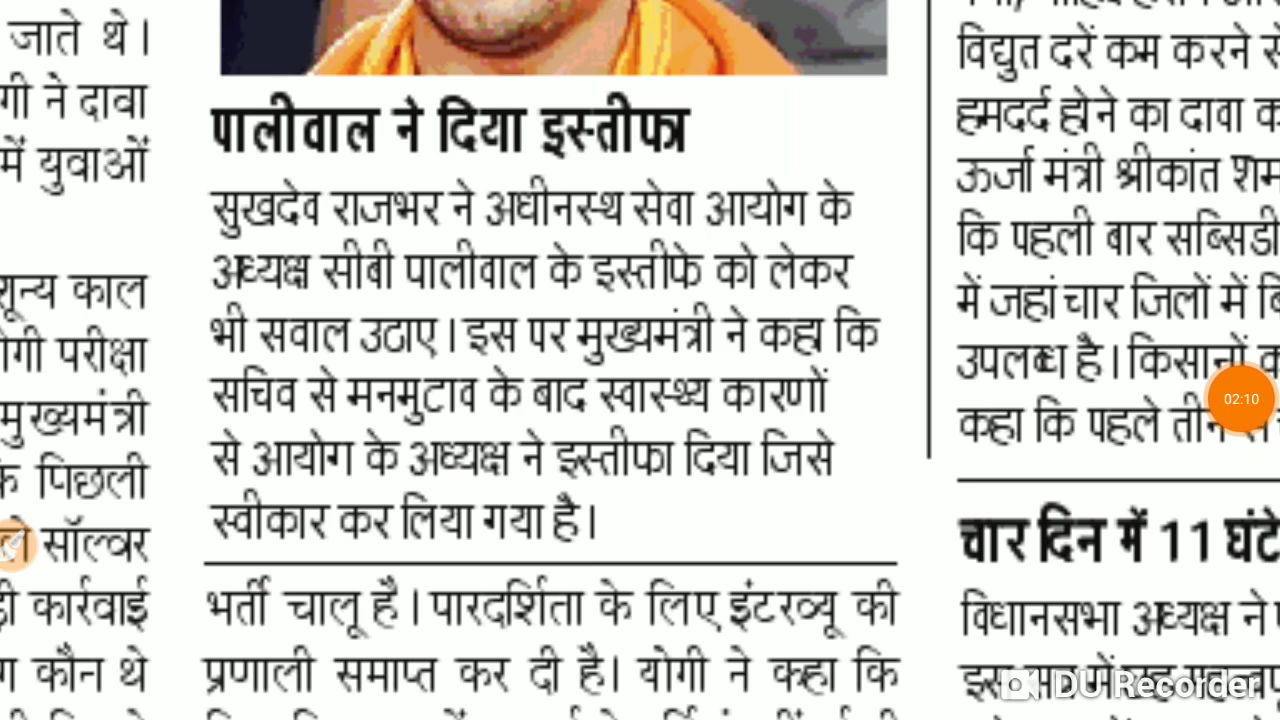 जाते थे।
गी ने दावा
में युवाओं
शून्य काल
परीक्षा
मुख्यमंत्री
के पिछली
सॉल्वर
कार्रवाई
कौन थे
पालीवाल ने दिया इस्तीफा
सुखदेव राजभर ने अधीनस्थ सेवा आयोग के
अध्यक्ष सीबी पालीवाल के इस्तीफे को लेकर
भी सवाल उठाए। इस पर मुख्यमंत्री ने कहा कि
सचिव से मनमुटाव के बाद स्वास्थ्य कारणों
से आयोग के अध्यक्ष ने इस्तीफा दिया जिसे
स्वीकार कर लिया गया है।
भर्ती चालू है। पारदर्शिता के लिए इंटरव्यू की
प्रणाली समाप्त कर दी है। योगी ने कहा कि
विद्युत दरें कम करने से
हमदर्द होने का दावा
ऊर्जा मंत्री श्रीकांत शर्म
कि पहली बार सब्सिडी
में जहां चार जिलों में
उपलब्ध है। किसानों
कहा कि पहले तीन
चार दिन में 11 घंटे
विधानसभा अध्यक्ष ने
इस
02:10
DU Recorder